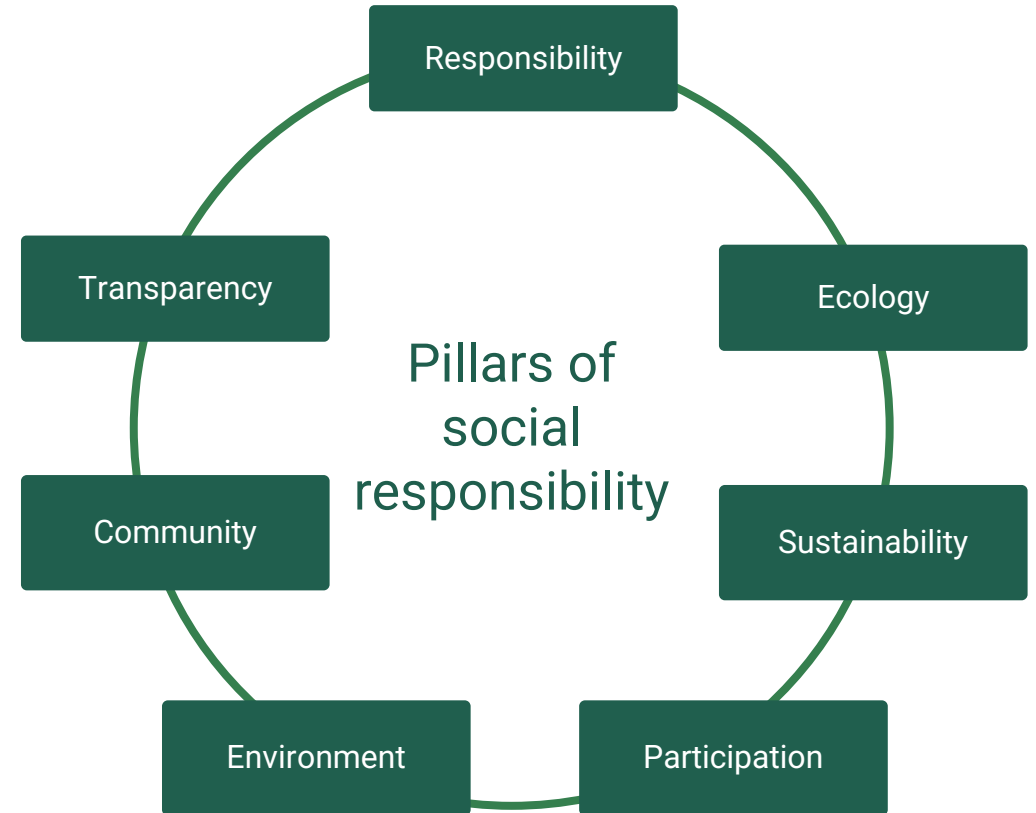 Responsibility
Transparency
Ecology
Pillars of
social
responsibility
Community
Sustainability
Environment
Participation